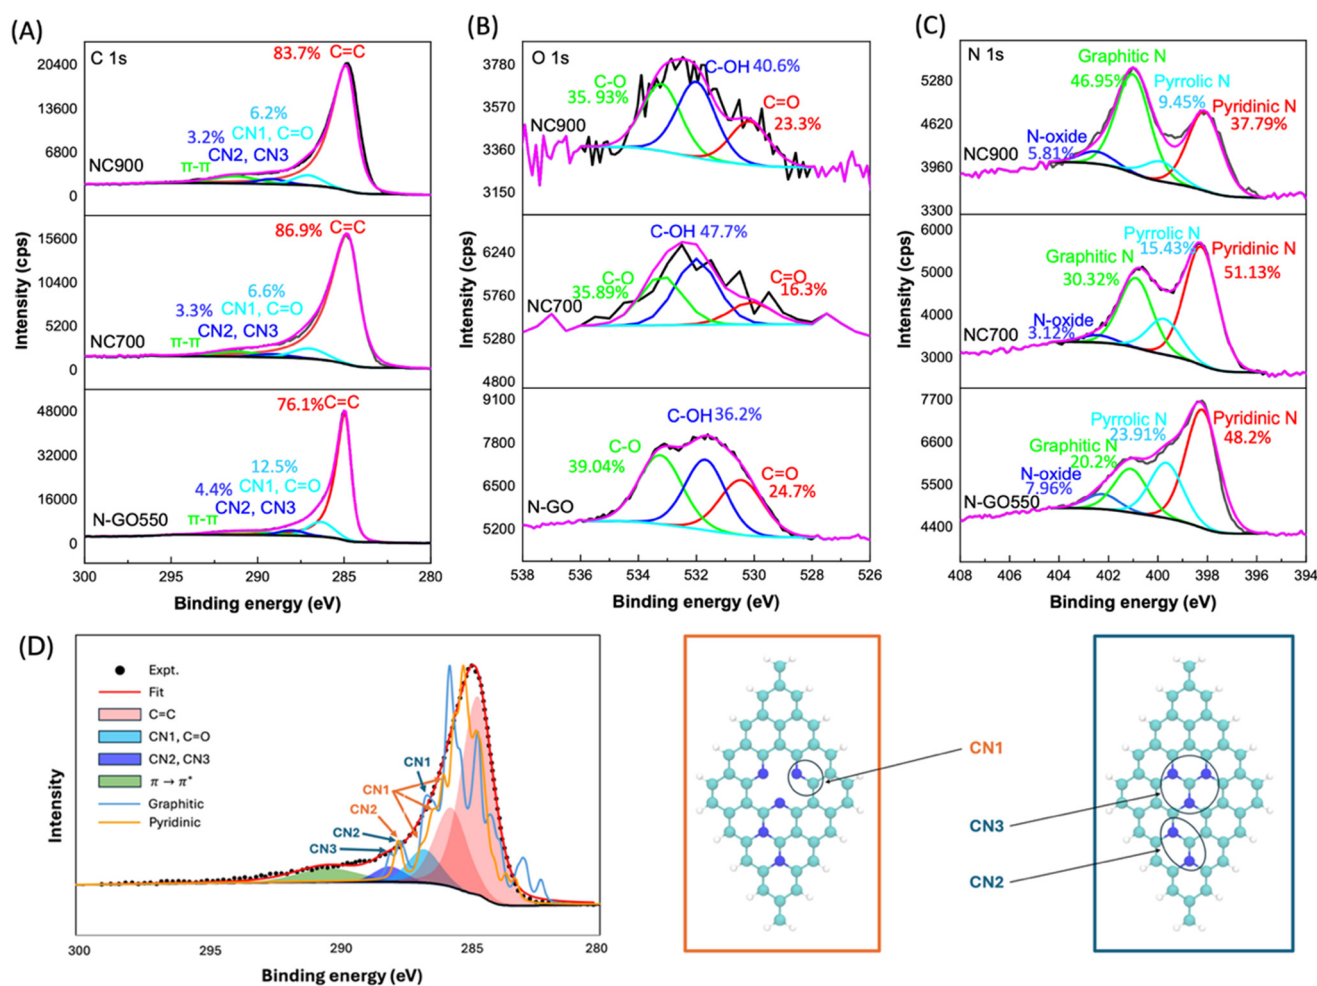 (A)
C 1s
83.7% C=C
20400
13600
6800
0
6.2%
CN1, C=O
3.2%
CN2, CN3
π-π
NC900
86.9% C=C
15600
10400
5200
0
6.6%
CN1, C=O
3.3%
CN2, CN3
π-π
NC700
76.1% C=C
48000
32000
16000
0
12.5%
CN1, C=O
4.4%
CN2, CN3
π-π
N-GO550
Intensity (cps)
300 295 290 285 280
Binding energy (eV)
(B)
O 1s
3780
3570
3360
3150
C-OH 40.6%
C-O
35. 93%
C=O
23.3%
NC900
6240
5760
5280
4800
C-OH 47.7%
C-O
35.89%
C=O
16.3%
NC700
9100
7800
6500
5200
C-OH 36.2%
C-O
39.04%
C=O
24.7%
N-GO
Intensity (cps)
538 536 534 532 530 528 526
Binding energy (eV)
(C)
N 1s
5280
4620
3960
3300
Graphitic N
46.95%
Pyrrolic N
9.45%
Pyridinic N
37.79%
N-oxide
5.81%
NC900
6000
5000
4000
3000
Pyrrolic N
15.43%
Graphitic N
30.32%
Pyridinic N
51.13%
N-oxide
3.12%
NC700
7700
6600
5500
4400
Pyrrolic N
23.91%
Graphitic N
20.2%
Pyridinic N
48.2%
N-oxide
7.96%
N-GO550
Intensity (cps)
408 406 404 402 400 398 396 394
Binding energy (eV)
(D)
Expt.
Fit
C=C
CN1, C=O
CN2, CN3
π → π*
Graphitic
Pyridinic
CN1
CN1
CN2
CN2
CN3
Intensity
300 295 290 285 280
Binding energy (eV)
CN1
CN3
CN2